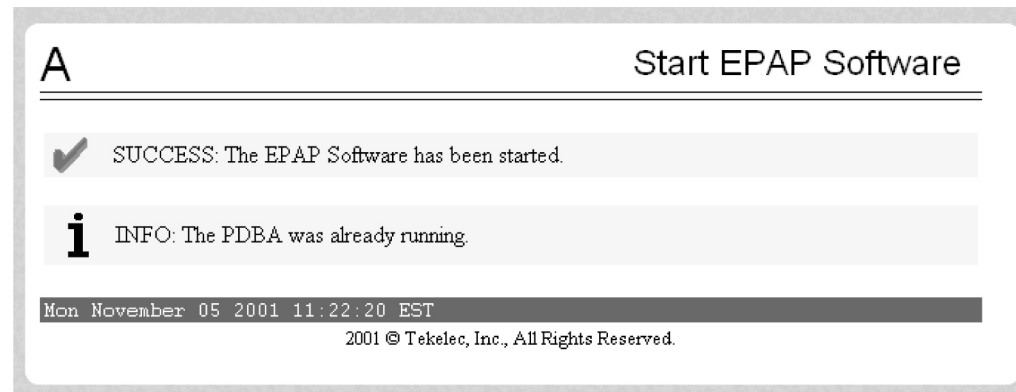 A
Start EPAP Software
SUCCESS: The EPAP Software has been started.
INFO: The PDBA was already running.
Mon November 05 2001 11:22:20 EST
2001 © Tekelec, Inc., All Rights Reserved.